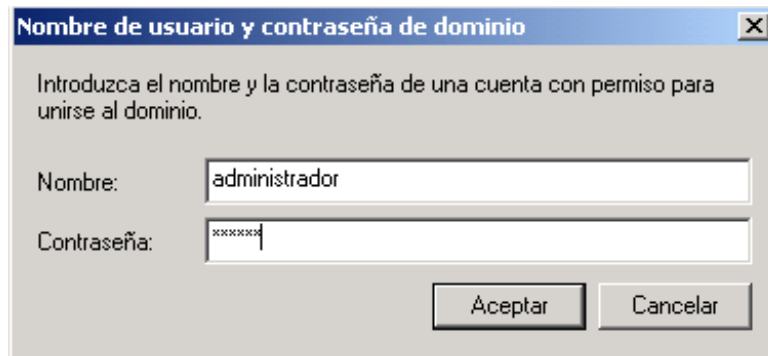 Nombre de usuario y contraseña de dominio
Introduzca el nombre y la contraseña de una cuenta con permiso para
unirse al dominio.
Nombre: administrador
Contraseña: ******
Aceptar Cancelar